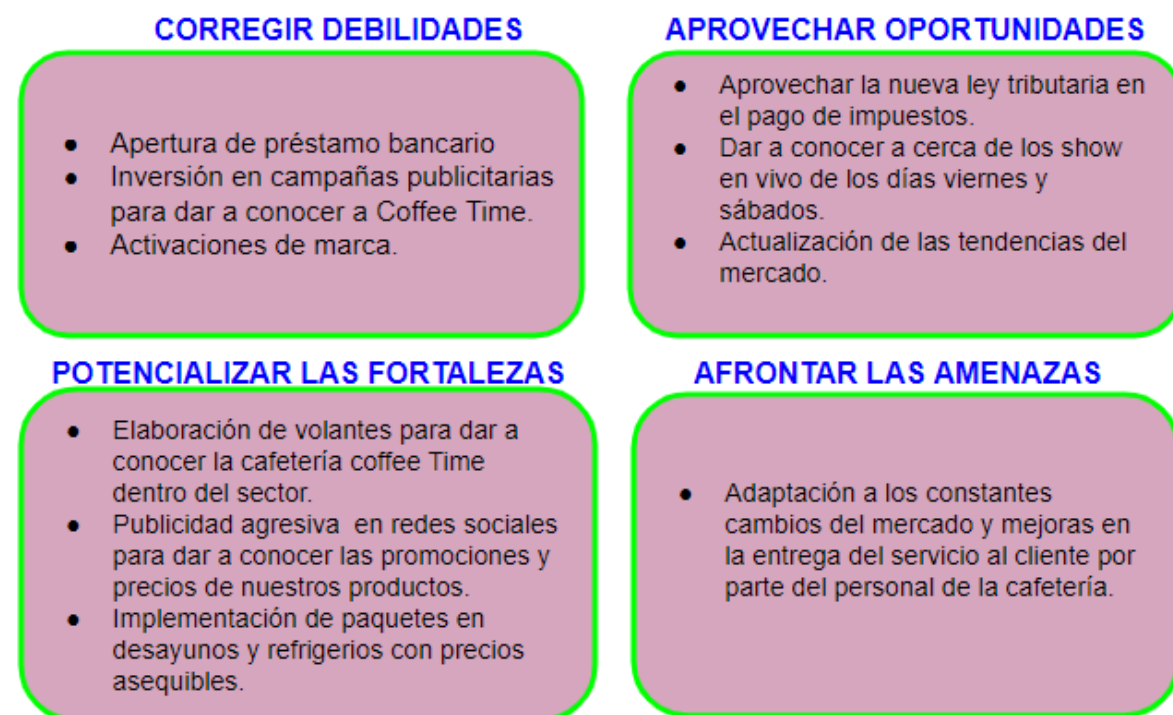 CORREGIR DEBILIDADES
● Apertura de préstamo bancario
● Inversión en campañas publicitarias
para dar a conocer a Coffee Time.
● Activaciones de marca.
APROVECHAR OPORTUNIDADES
● Aprovechar la nueva ley tributaria en
el pago de impuestos.
● Dar a conocer a cerca de los show
en vivo de los días viernes y
sábados.
● Actualización de las tendencias del
mercado.
POTENCIALIZAR LAS FORTALEZAS
● Elaboración de volantes para dar a
conocer la cafetería coffee Time
dentro del sector.
● Publicidad agresiva en redes sociales
para dar a conocer las promociones y
precios de nuestros productos.
● Implementación de paquetes en
desayunos y refrigerios con precios
asequibles.
AFRONTAR LAS AMENAZAS
● Adaptación a los constantes
cambios del mercado y mejoras en
la entrega del servicio al cliente por
parte del personal de la cafetería.